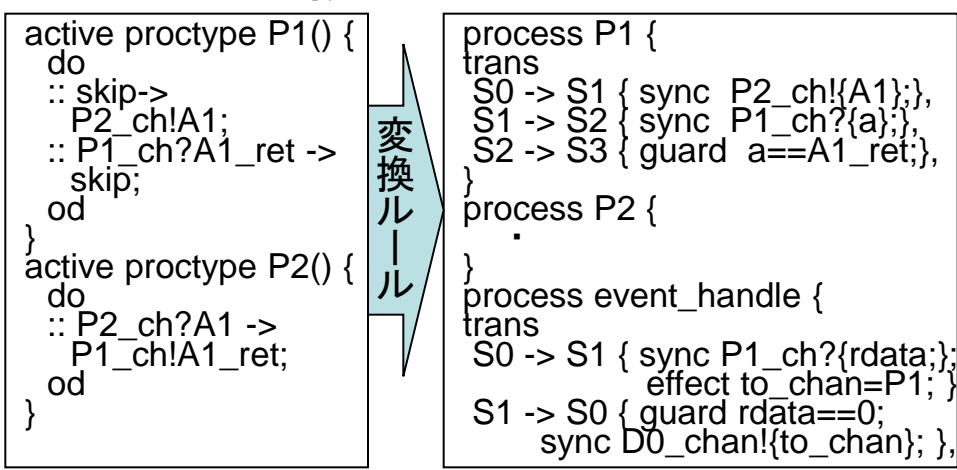 active proctype P1() {
do
:: skip->
P2_ch!A1;
:: P1_ch?A1_ret ->
skip;
od
}
active proctype P2() {
do
:: P2_ch?A1 ->
P1_ch!A1_ret;
od
}
変換ルール
process P1 {
trans
S0 -> S1 { sync P2_ch!{A1};},
S1 -> S2 { sync P1_ch?{a};},
S2 -> S3 { guard a==A1_ret;},
}
process P2 {
・
}
process event_handle {
trans
S0 -> S1 { sync P1_ch?{rdata;};
effect to_chan=P1; }
S1 -> S0 { guard rdata==0;
sync D0_chan!{to_chan}; },